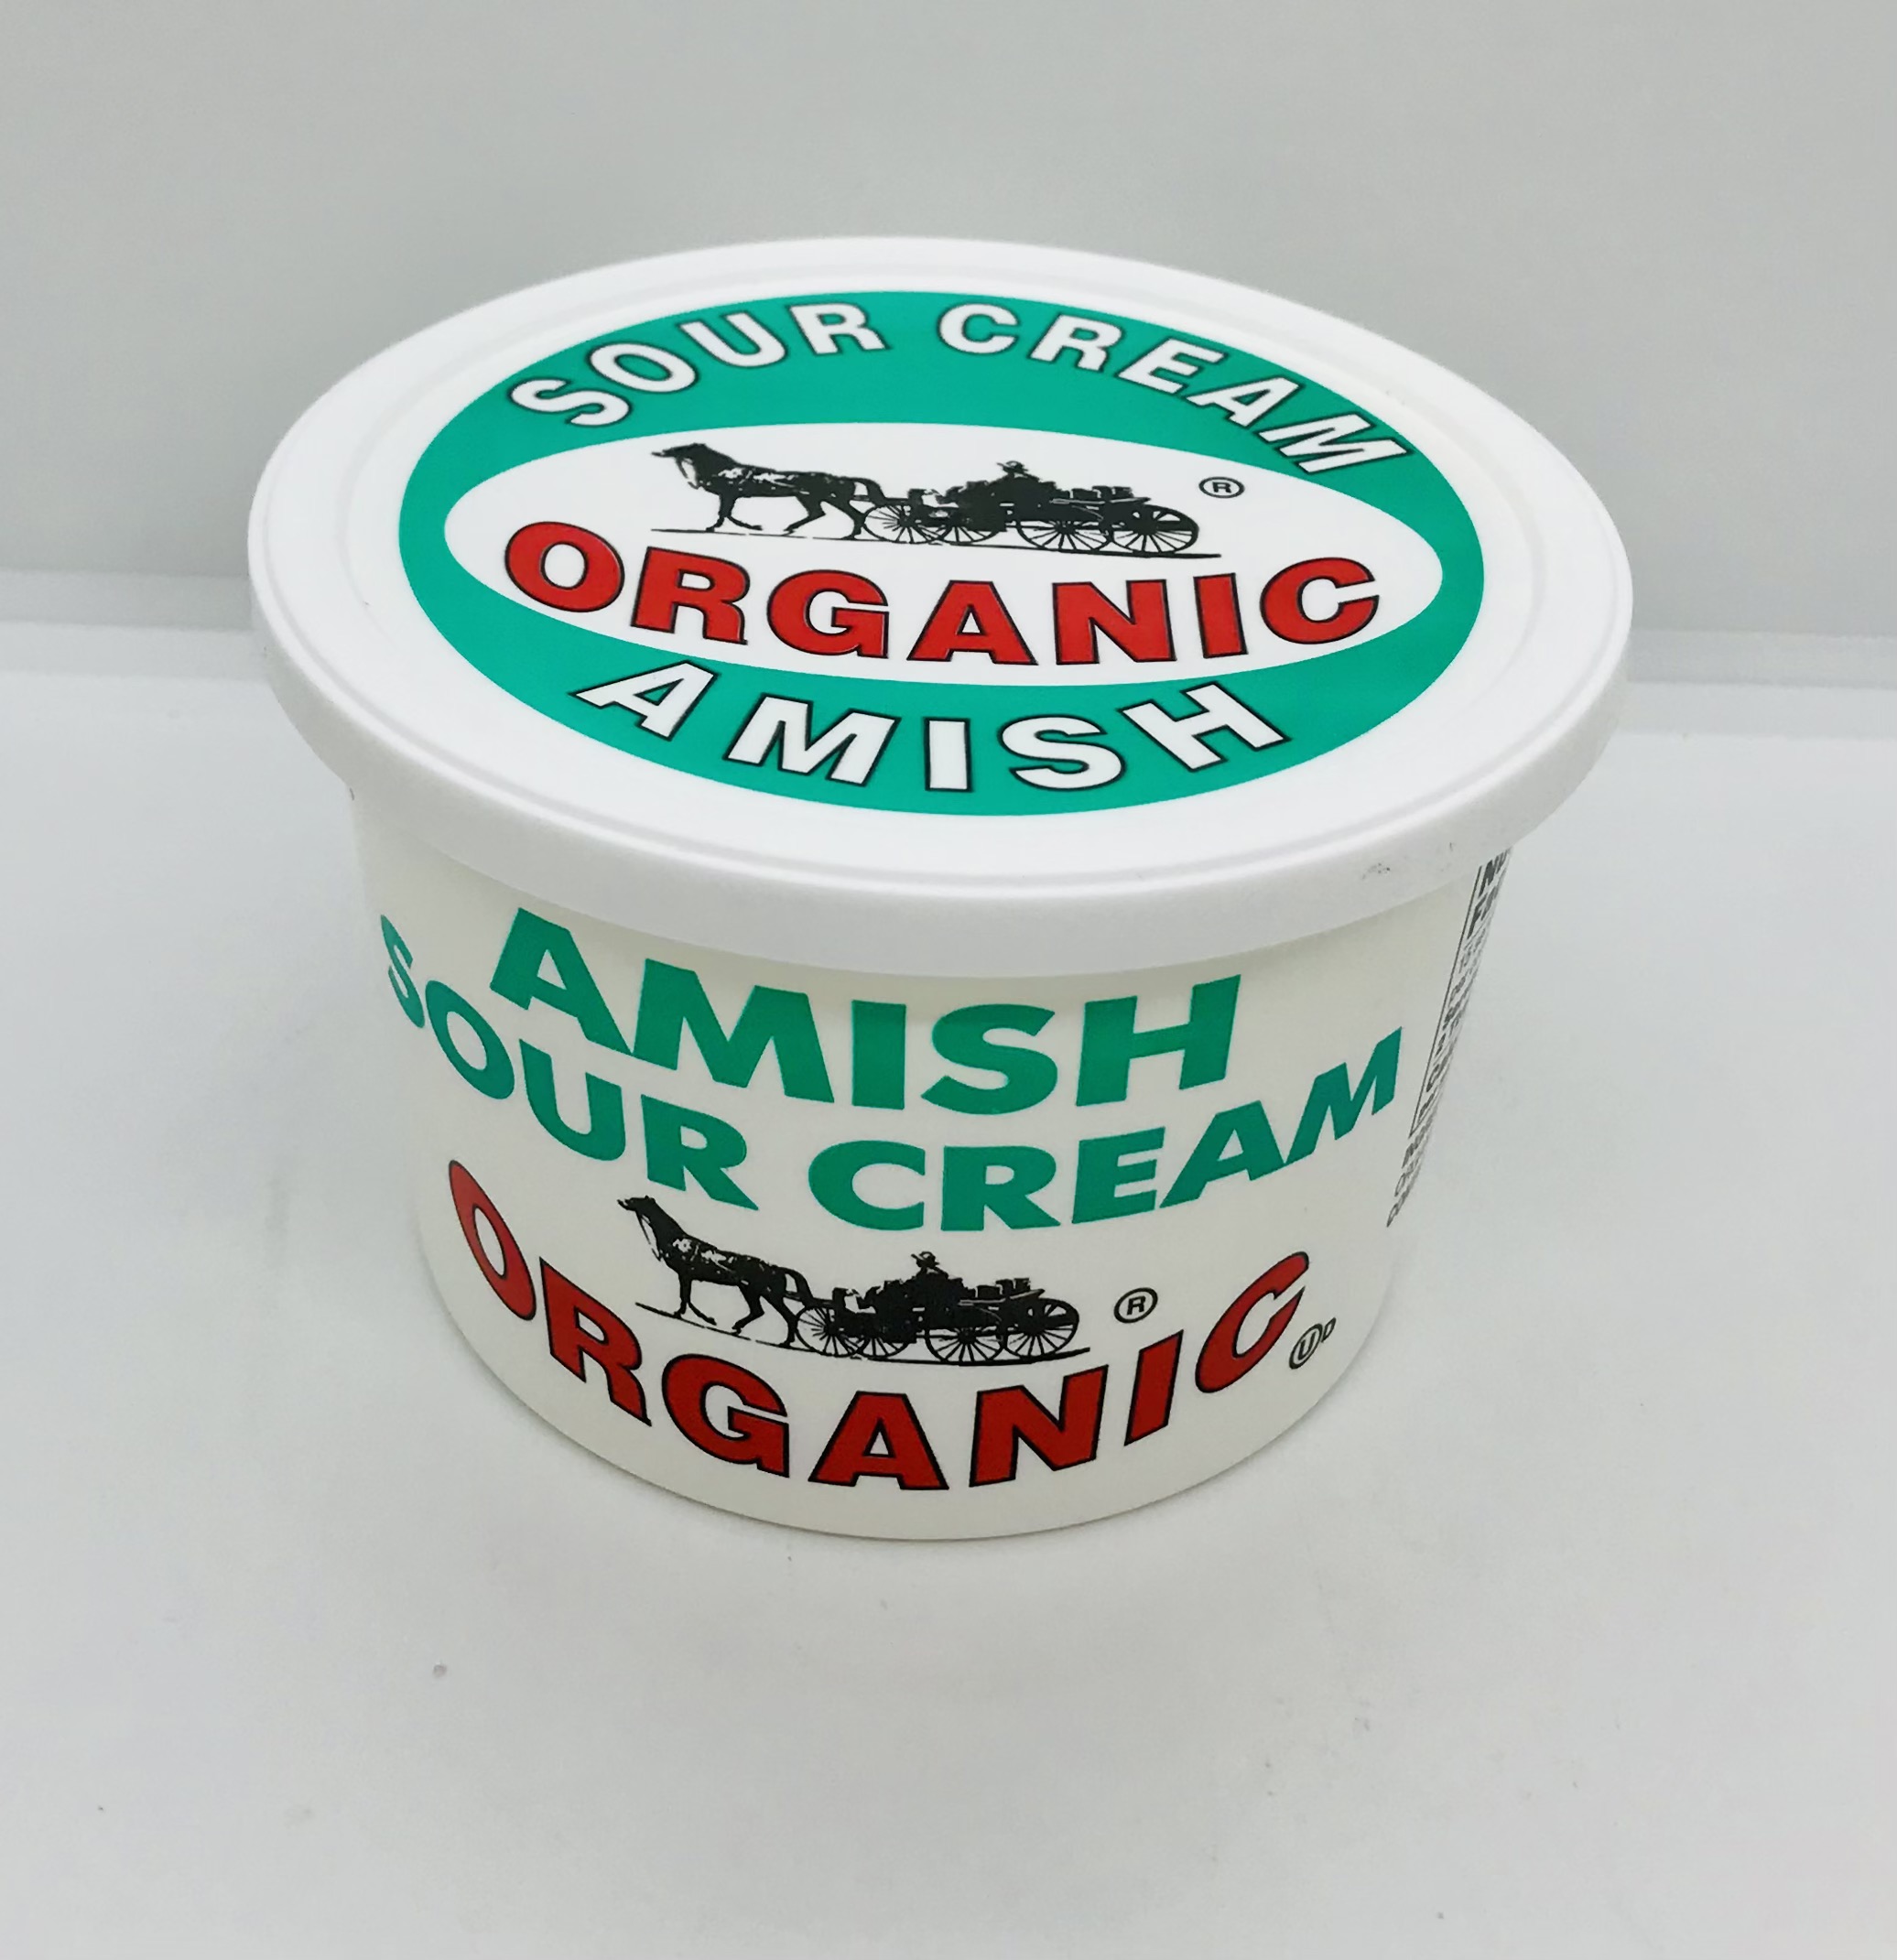 SOUR CREAM
®
ORGANIC
AMISH
AMISH
SOUR CREAM
®
ORGANIC
Ⓤ D